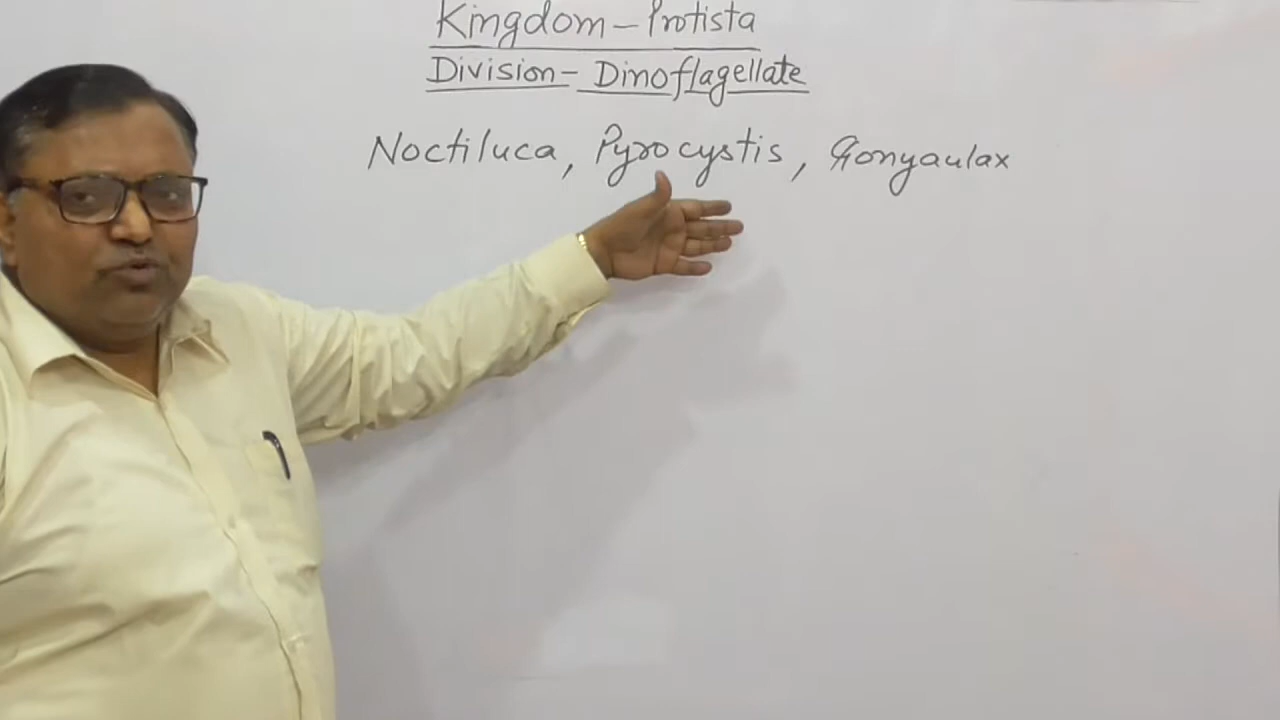 Kingdom - Protista
Division - Dinoflagellate
Noctiluca, Pyrocystis, Gonyaulax